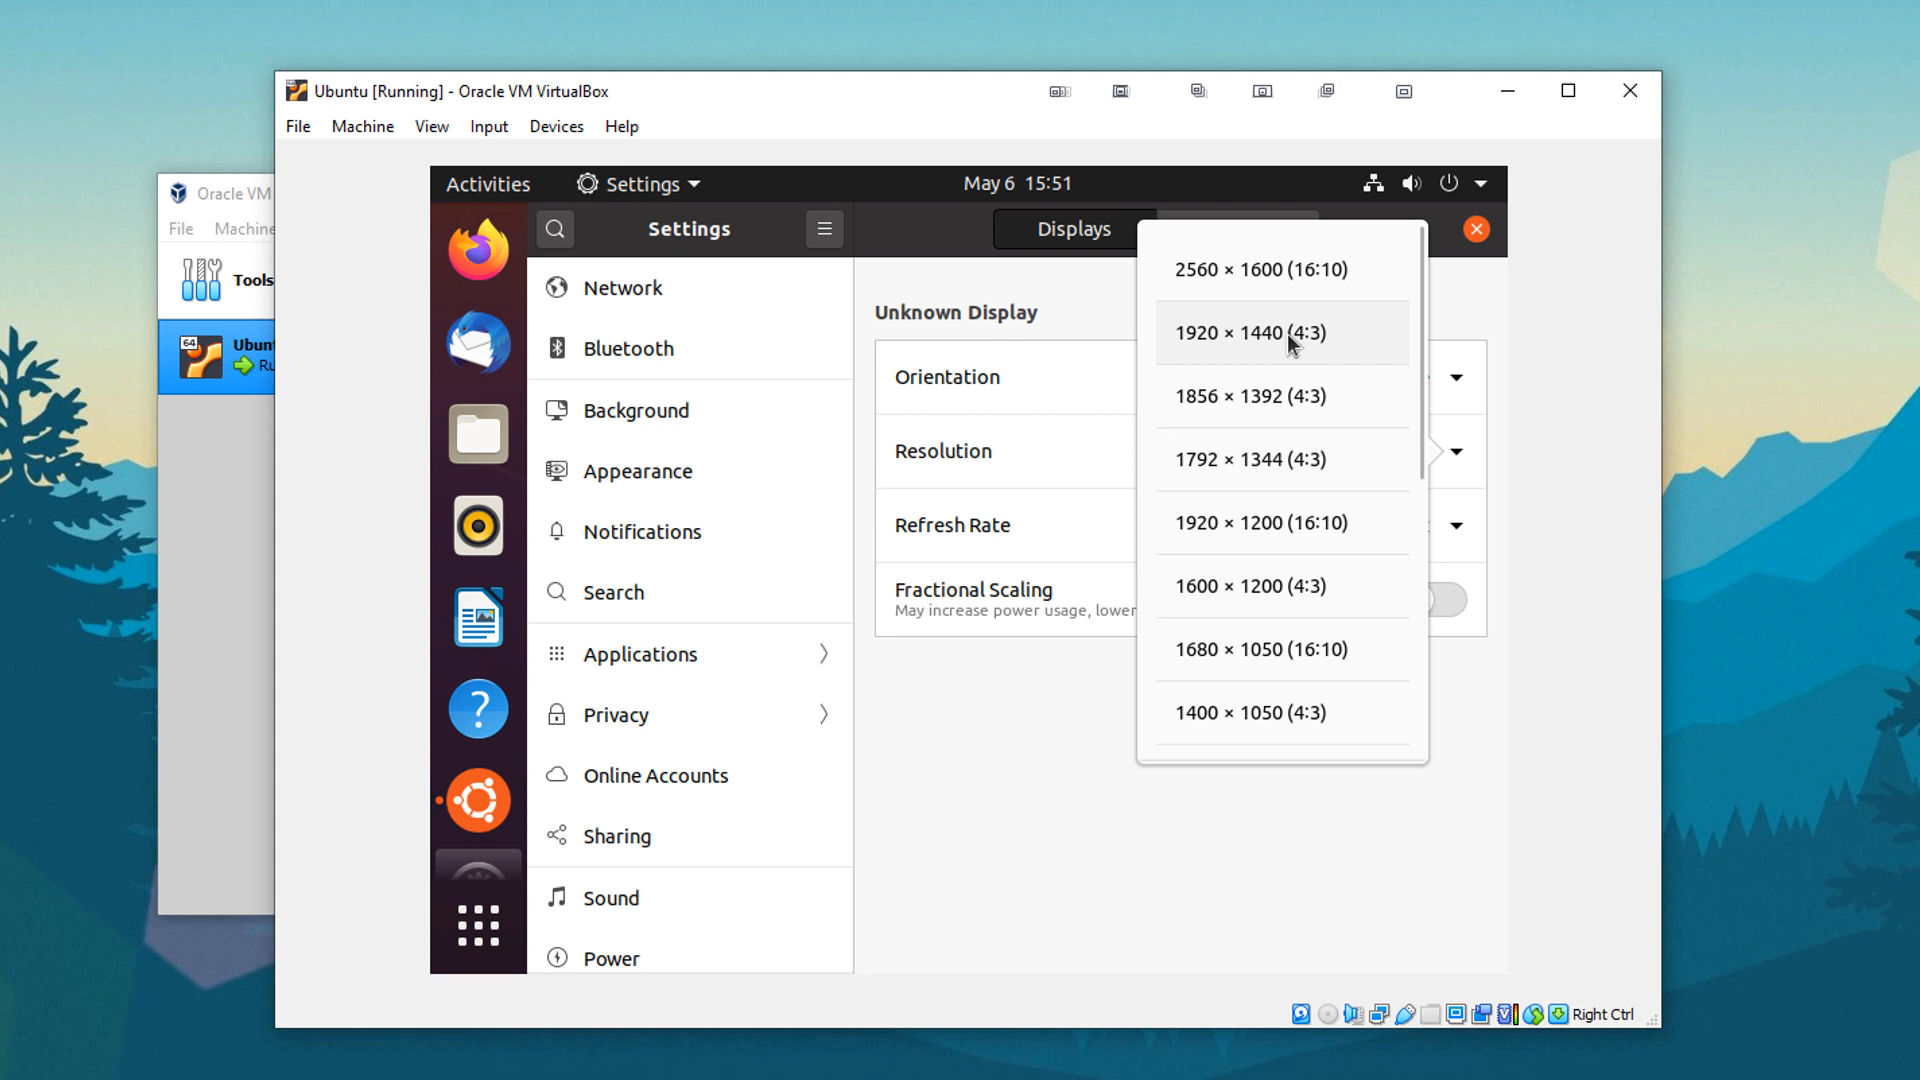 Ubuntu [Running] - Oracle VM VirtualBox
File Machine View Input Devices Help
Oracle VM
File Machine
Tools
64
Activities
Settings
May 6 15:51
Settings
Displays
Network
Bluetooth
Background
Appearance
Notifications
Search
Applications
Privacy
Online Accounts
Sharing
Sound
Power
Unknown Display
Orientation
Resolution
Refresh Rate
Fractional Scaling
May increase power usage, lower
2560 × 1600 (16:10)
1920 × 1440 (4:3)
1856 × 1392 (4:3)
1792 × 1344 (4:3)
1920 × 1200 (16:10)
1600 × 1200 (4:3)
1680 × 1050 (16:10)
1400 × 1050 (4:3)
Right Ctrl